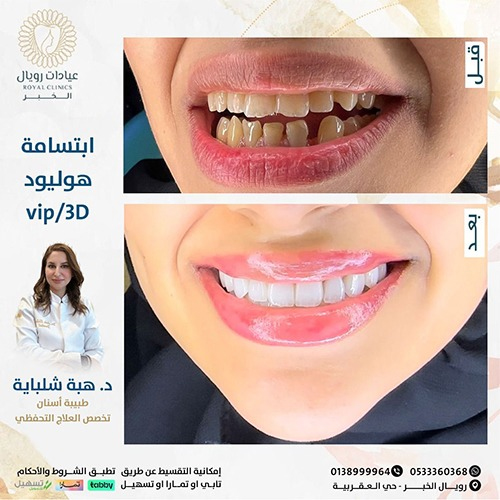 عيادات رويال
ROYAL CLINICS
الخبر
ابتسامة
هوليود
vip/3D
قبل
بعد
د. هبة شلباية
طبيبة أسنان
تخصص العلاج التحفظي
0533360368
0138999964
رويال الخبر - حي العقربية
إمكانية التقسيط عن طريق
تابي او تمارا او تسهيل
تطبق الشروط والأحكام
تسهيل
تمارا
tabby